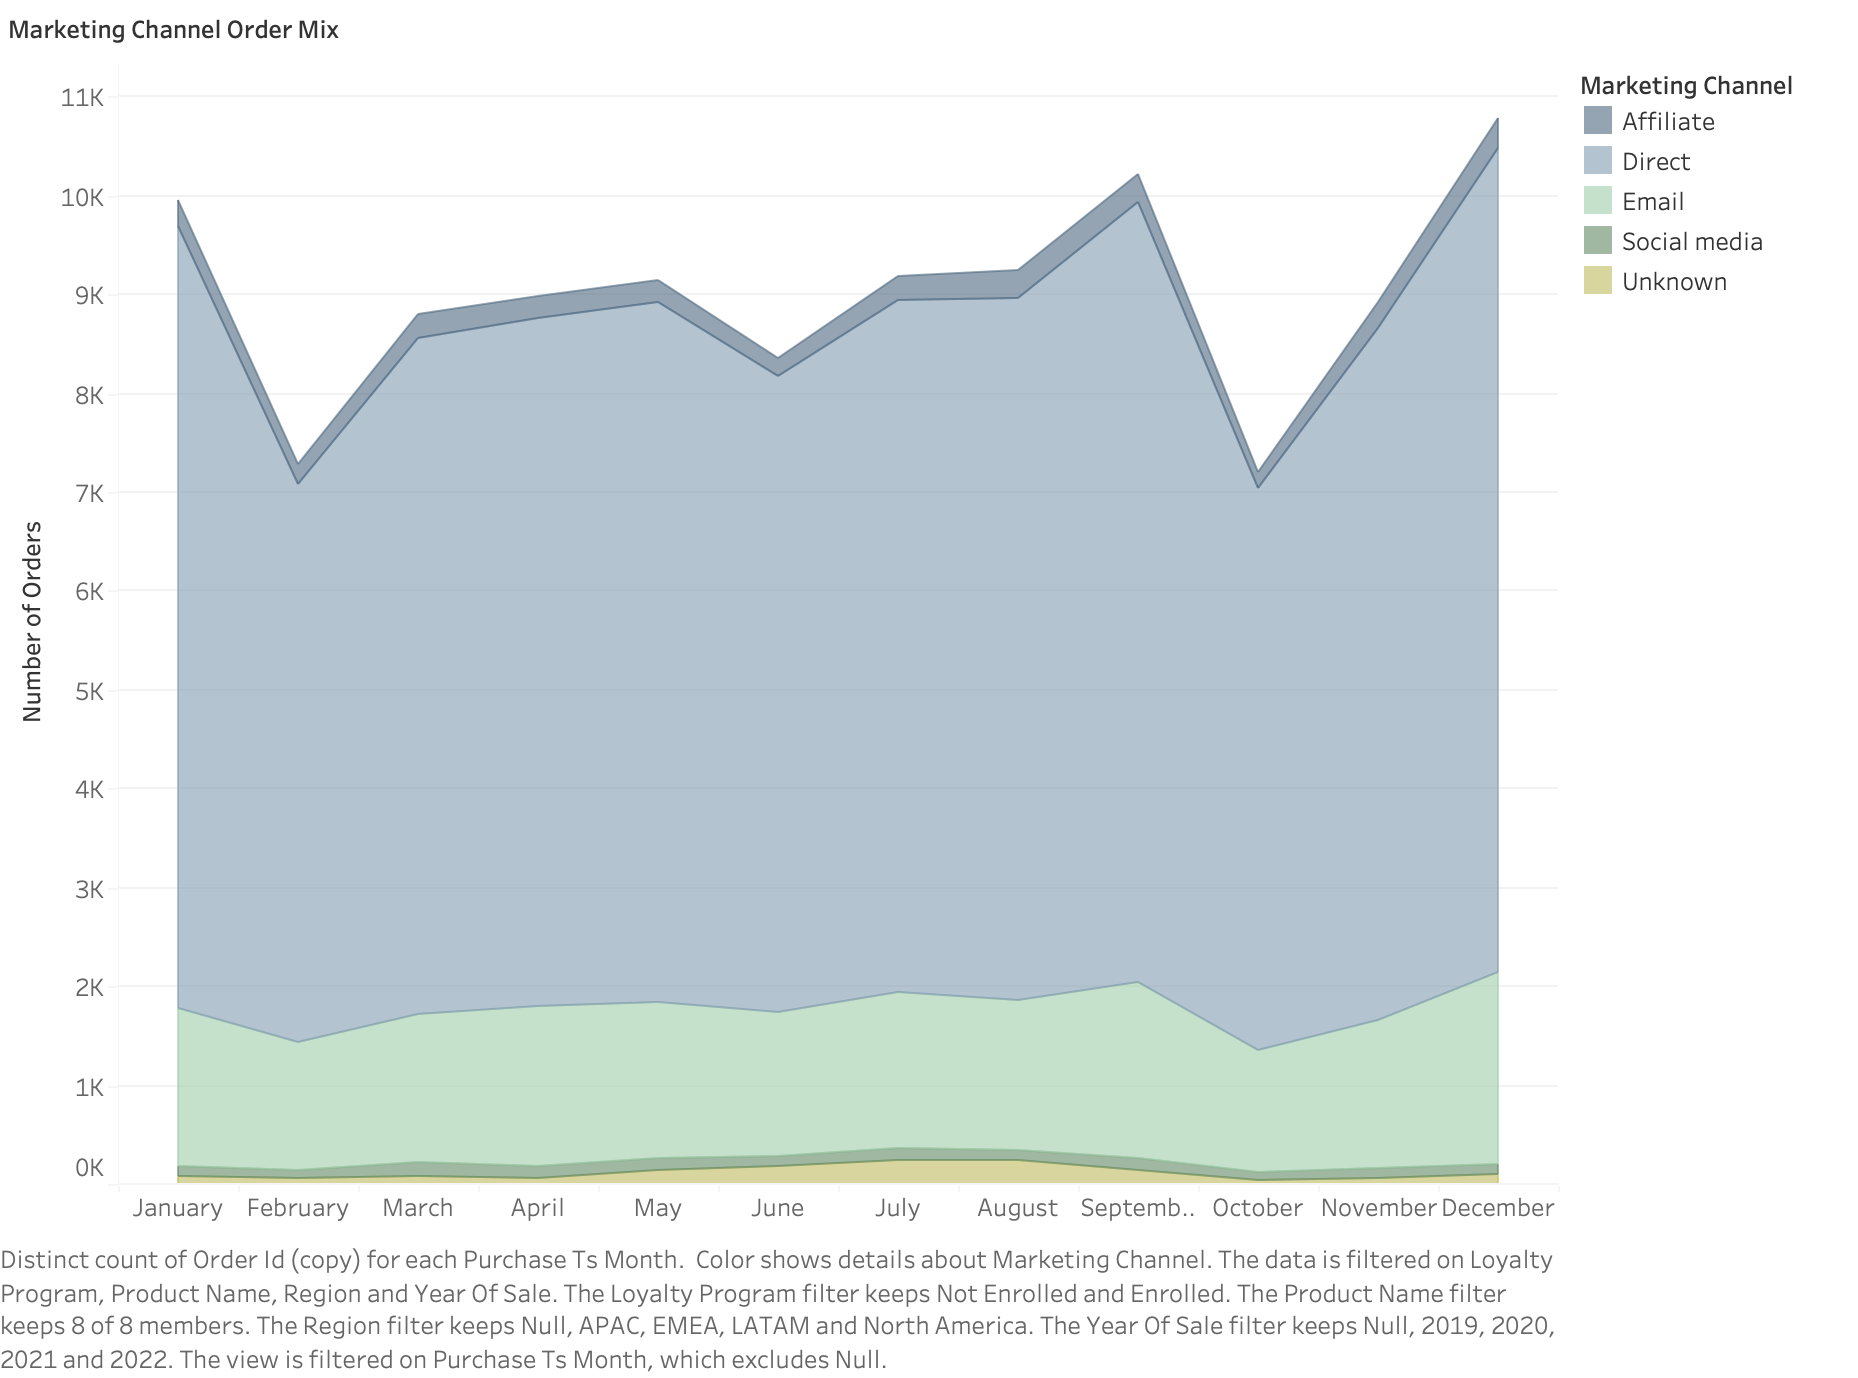 Marketing Channel Order Mix
Marketing Channel
Affiliate
Direct
Email
Social media
Unknown
11K
10K
9K
8K
7K
6K
5K
4K
3K
2K
1K
0K
Number of Orders
January February March April May June July August Septemb.. October November December
Distinct count of Order Id (copy) for each Purchase Ts Month.  Color shows details about Marketing Channel. The data is filtered on Loyalty
Program, Product Name, Region and Year Of Sale. The Loyalty Program filter keeps Not Enrolled and Enrolled. The Product Name filter
keeps 8 of 8 members. The Region filter keeps Null, APAC, EMEA, LATAM and North America. The Year Of Sale filter keeps Null, 2019, 2020,
2021 and 2022. The view is filtered on Purchase Ts Month, which excludes Null.